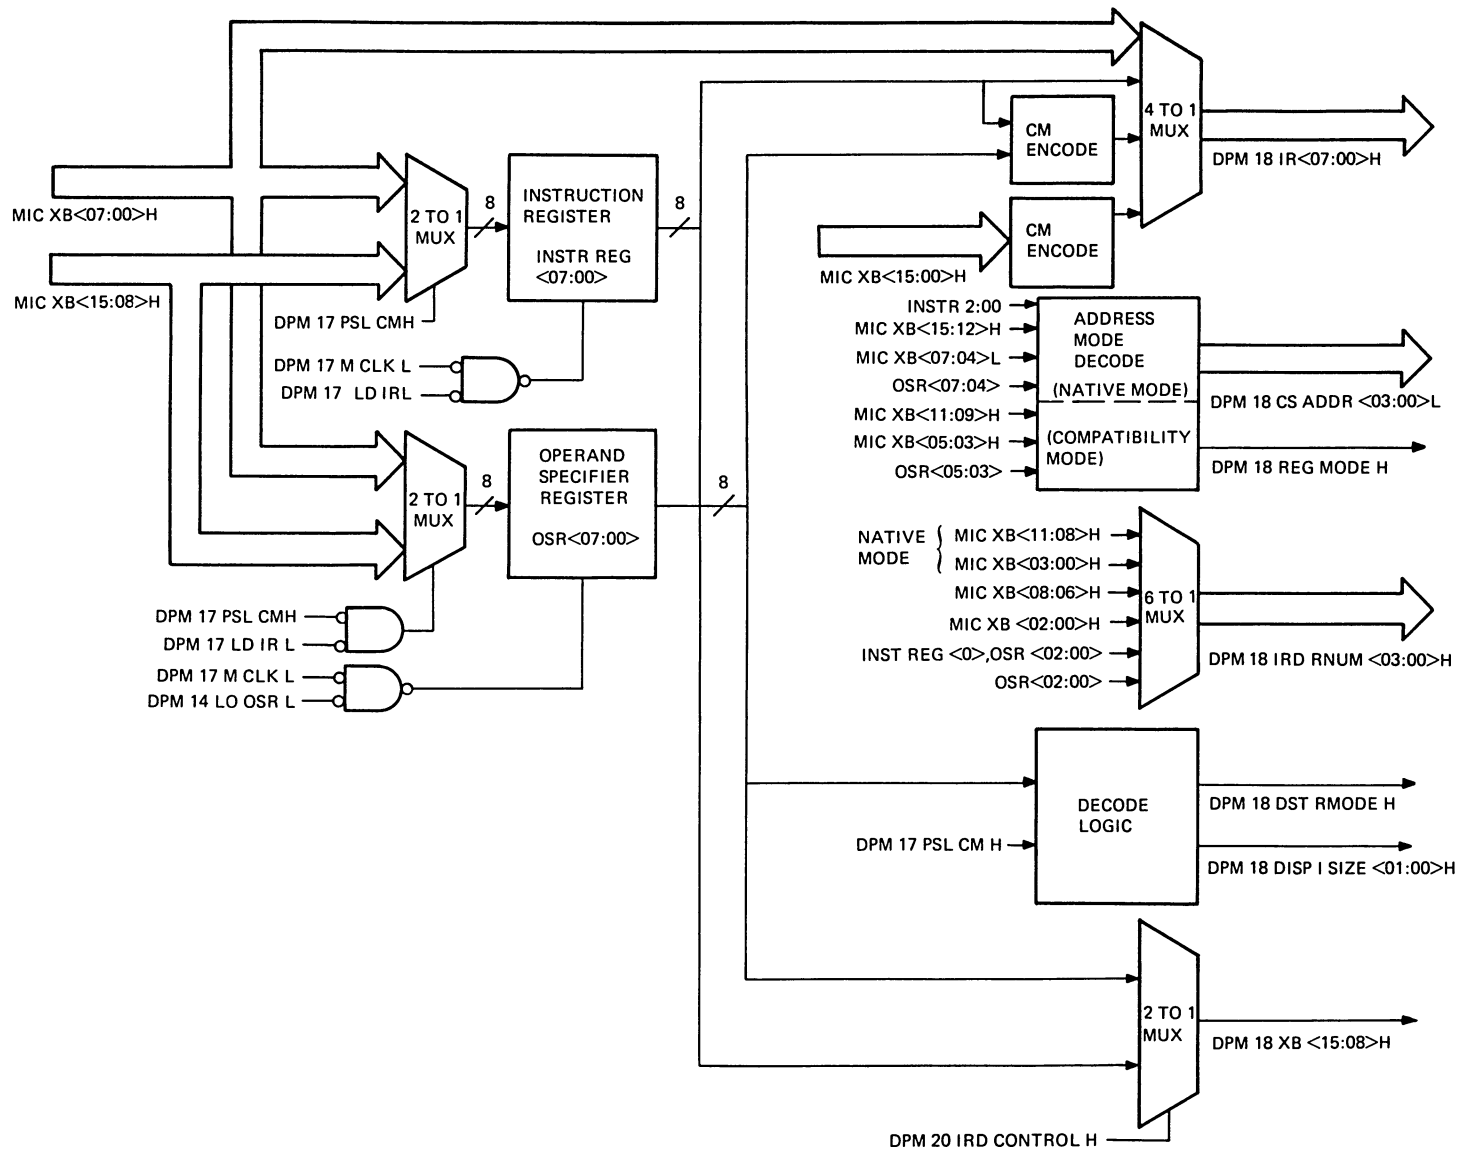 4 TO 1
MUX
DPM 18 IR<07:00>H
CM
ENCODE
CM
ENCODE
MIC XB<15:00>H
MIC XB<07:00>H
MIC XB<15:08>H
2 TO 1
MUX
8
INSTRUCTION
REGISTER
INSTR REG
<07:00>
8
DPM 17 PSL CMH
DPM 17 M CLK L
DPM 17 LD IRL
INSTR 2:00
MIC XB<15:12>H
MIC XB<07:04>L
OSR<07:04>
MIC XB<11:09>H
MIC XB<05:03>H
OSR<05:03>
ADDRESS
MODE
DECODE
(NATIVE MODE)
(COMPATIBILITY
MODE)
DPM 18 CS ADDR <03:00>L
DPM 18 REG MODE H
2 TO 1
MUX
8
OPERAND
SPECIFIER
REGISTER
OSR<07:00>
8
DPM 17 PSL CMH
DPM 17 LD IR L
DPM 17 M CLK L
DPM 14 LO OSR L
NATIVE
MODE
MIC XB<11:08>H
MIC XB<03:00>H
MIC XB<08:06>H
MIC XB <02:00>H
INST REG <0>,OSR <02:00>
OSR<02:00>
6 TO 1
MUX
DPM 18 IRD RNUM <03:00>H
DECODE
LOGIC
DPM 17 PSL CM H
DPM 18 DST RMODE H
DPM 18 DISP I SIZE <01:00>H
2 TO 1
MUX
DPM 18 XB <15:08>H
DPM 20 IRD CONTROL H